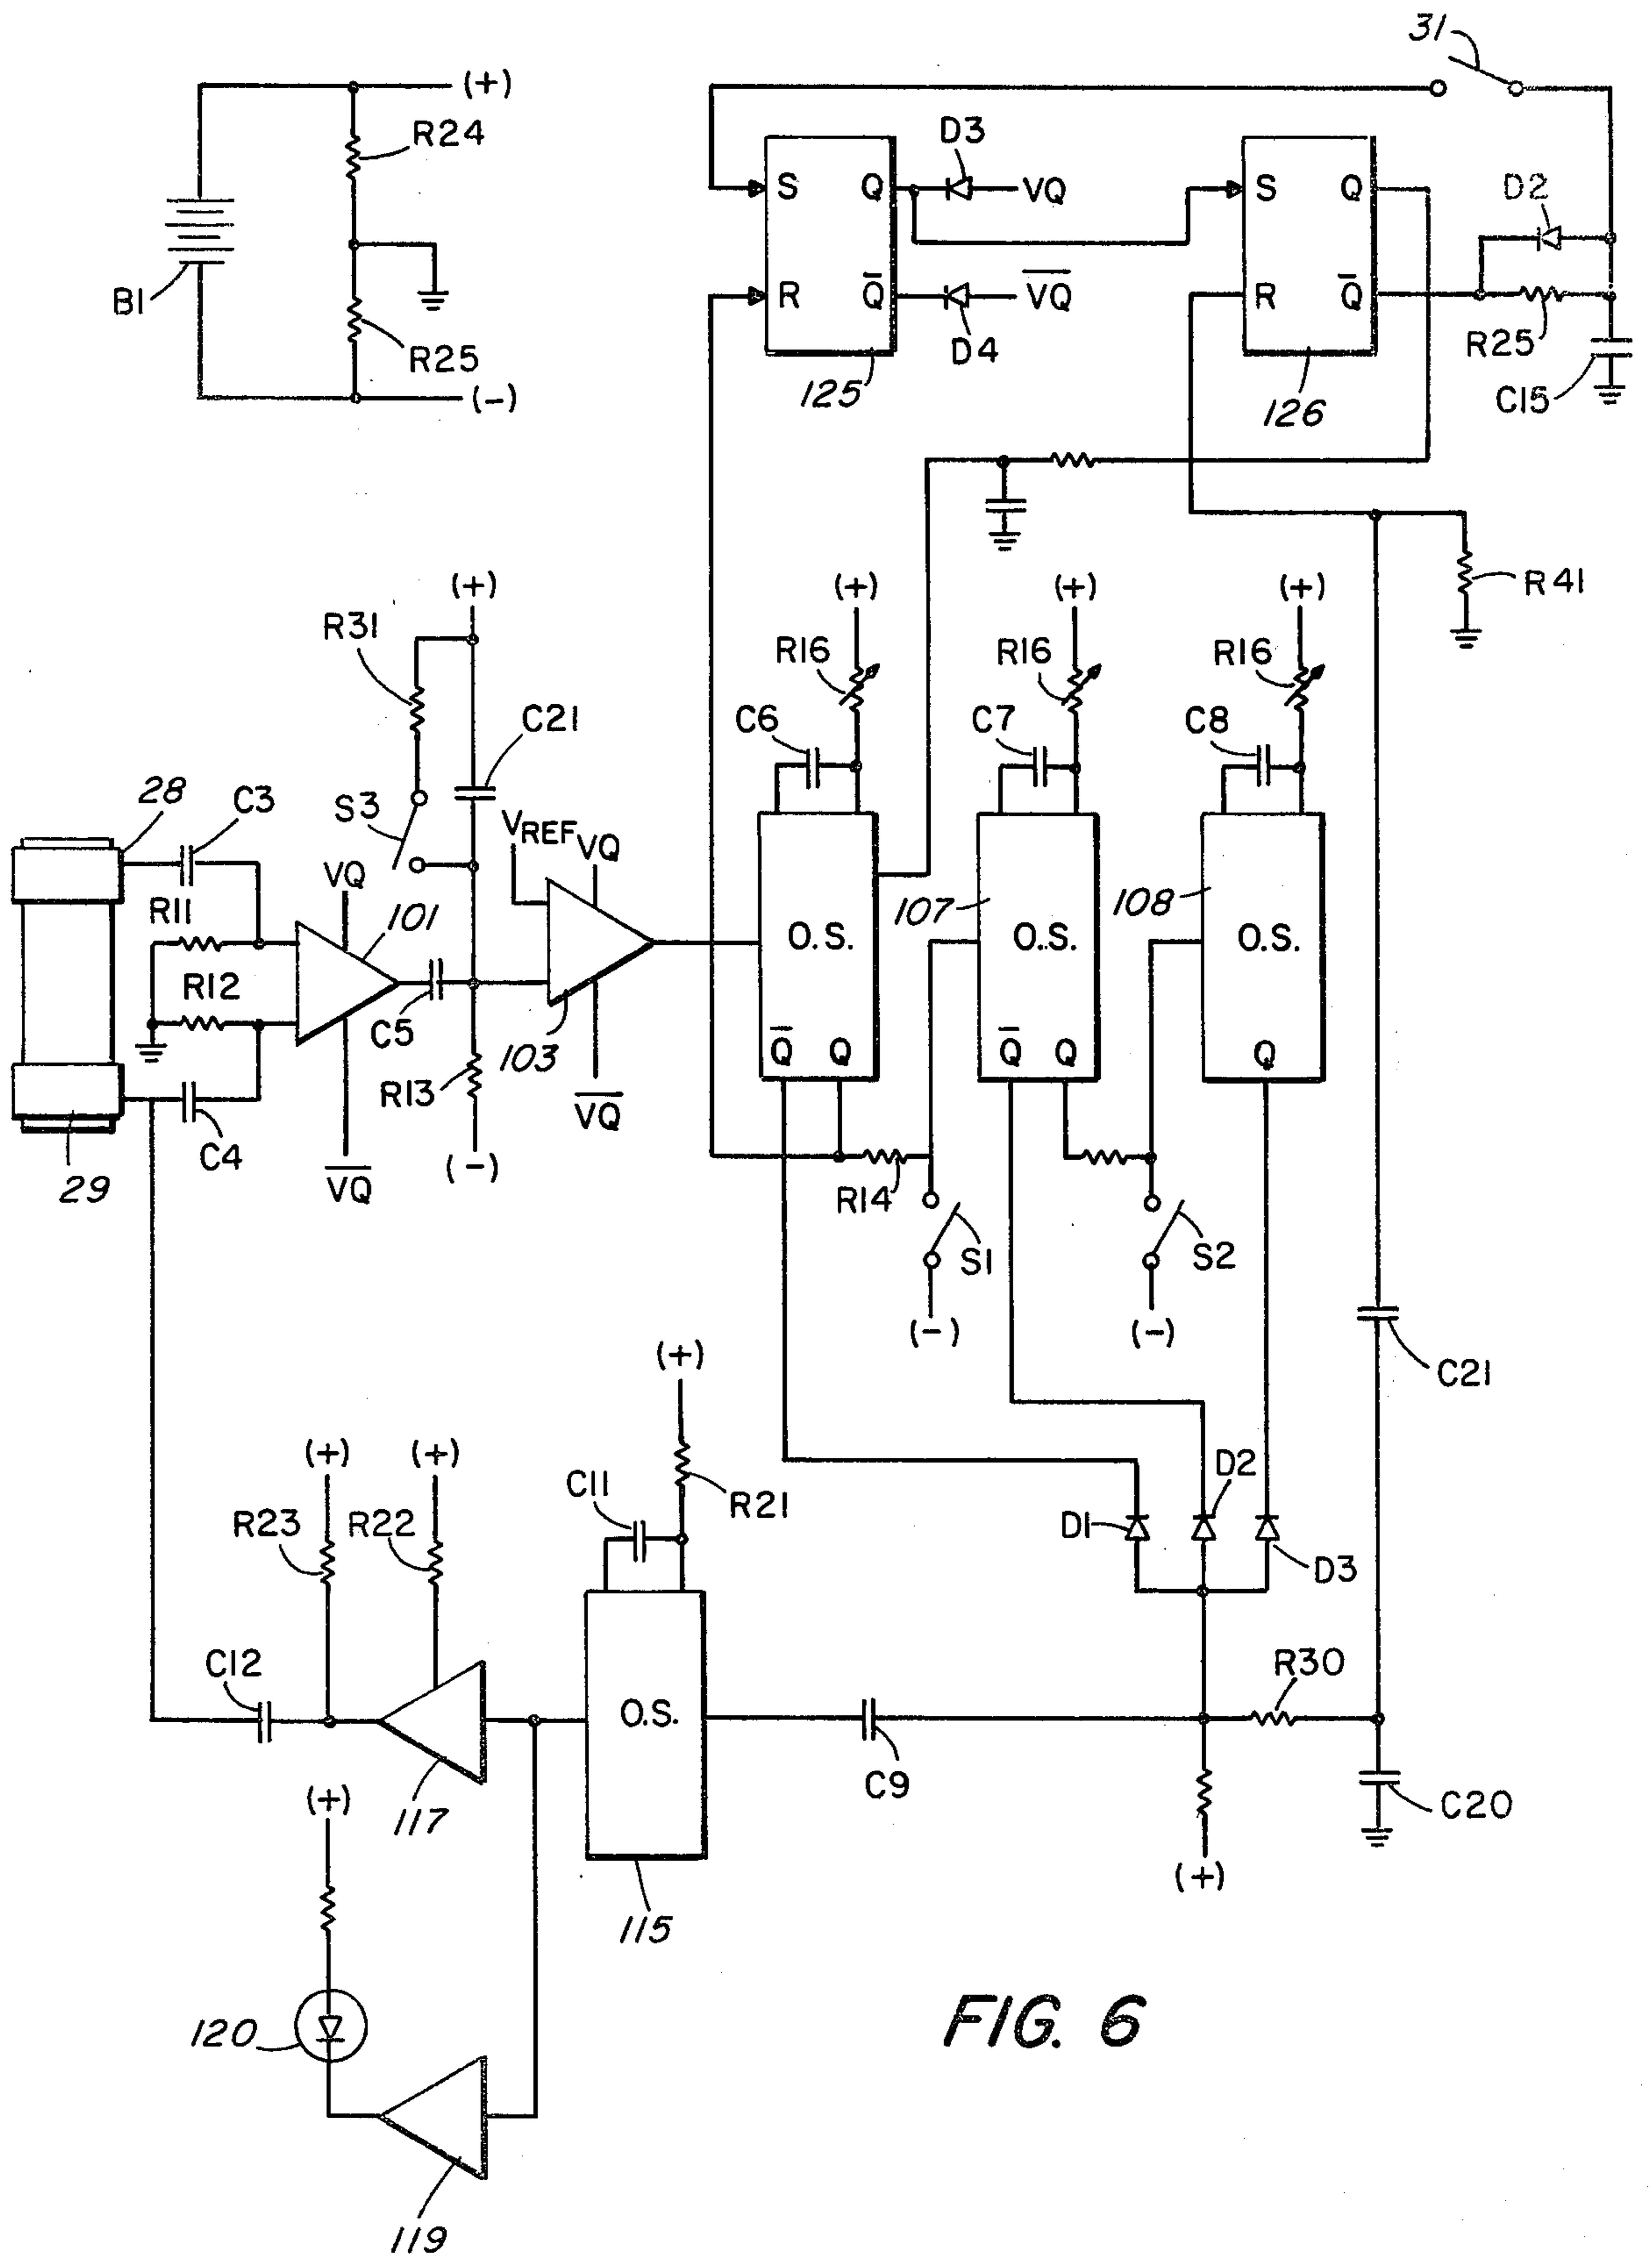 31
(+)
R24
R25
(-)
B1
D3
S
Q
VQ
R
Q̅
V̅Q̅
D4
125
S
Q
D2
R
Q̅
R25
126
C15
R41
(+)
R31
C21
S3
(+)
(+)
(+)
R16
R16
R16
C6
C7
C8
28
C3
VREF
VQ
VQ
R11
101
R12
C5
103
R13
C4
29
V̅Q̅
V̅Q̅
(-)
O.S.
107
O.S.
108
O.S.
Q̅
Q
Q̅
Q
Q
R14
S1
S2
(-)
(-)
C21
(+)
(+)
(+)
R23
R22
C11
R21
D1
D2
D3
C12
O.S.
R30
C9
C20
117
(+)
115
(+)
120
119
FIG. 6